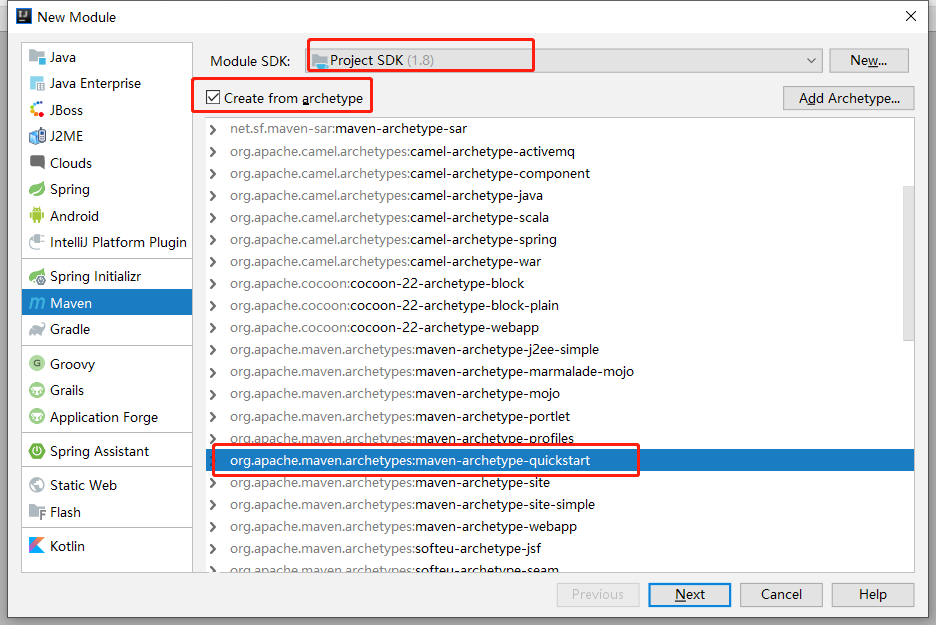 New Module
Java
Java Enterprise
JBoss
J2ME
Clouds
Spring
Android
IntelliJ Platform Plugin
Spring Initializr
Maven
Gradle
Groovy
Grails
Application Forge
Spring Assistant
Static Web
Flash
Kotlin
Module SDK: Project SDK (1.8) New...
Create from archetype Add Archetype...
net.sf.maven-sar:maven-archetype-sar
org.apache.camel.archetypes:camel-archetype-activemq
org.apache.camel.archetypes:camel-archetype-component
org.apache.camel.archetypes:camel-archetype-java
org.apache.camel.archetypes:camel-archetype-scala
org.apache.camel.archetypes:camel-archetype-spring
org.apache.camel.archetypes:camel-archetype-war
org.apache.cocoon:cocoon-22-archetype-block
org.apache.cocoon:cocoon-22-archetype-block-plain
org.apache.cocoon:cocoon-22-archetype-webapp
org.apache.maven.archetypes:maven-archetype-j2ee-simple
org.apache.maven.archetypes:maven-archetype-marmalade-mojo
org.apache.maven.archetypes:maven-archetype-mojo
org.apache.maven.archetypes:maven-archetype-portlet
org.apache.maven.archetypes:maven-archetype-profiles
org.apache.maven.archetypes:maven-archetype-quickstart
org.apache.maven.archetypes:maven-archetype-site
org.apache.maven.archetypes:maven-archetype-site-simple
org.apache.maven.archetypes:maven-archetype-webapp
org.apache.maven.archetypes:softeu-archetype-jsf
org.apache.maven.archetypes:softeu-archetype-seam
Previous Next Cancel Help